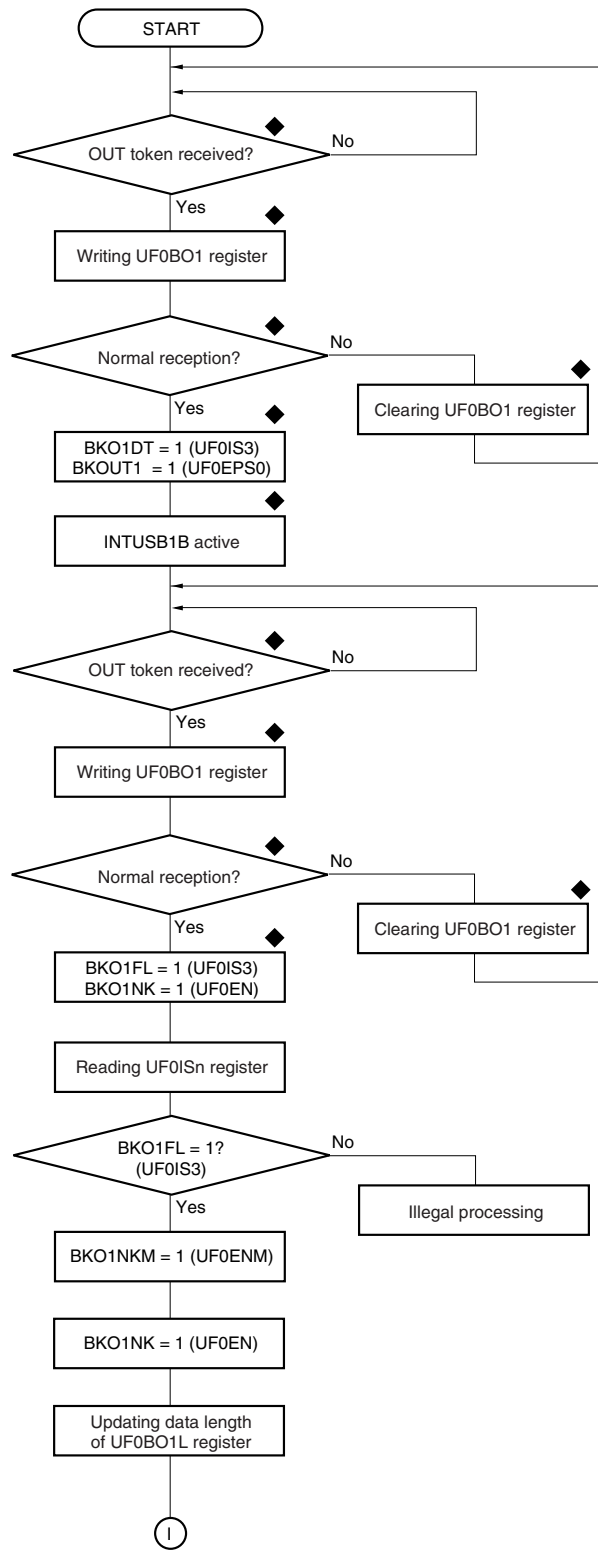 START
OUT token received?
No
Yes
Writing UF0BO1 register
Normal reception?
No
Yes
Clearing UF0BO1 register
BKO1DT = 1 (UF0IS3)
BKOUT1 = 1 (UF0EPS0)
INTUSB1B active
OUT token received?
No
Yes
Writing UF0BO1 register
Normal reception?
No
Yes
Clearing UF0BO1 register
BKO1FL = 1 (UF0IS3)
BKO1NK = 1 (UF0EN)
Reading UF0ISn register
BKO1FL = 1?
(UF0IS3)
No
Yes
Illegal processing
BKO1NKM = 1 (UF0ENM)
BKO1NK = 1 (UF0EN)
Updating data length
of UF0BO1L register
I